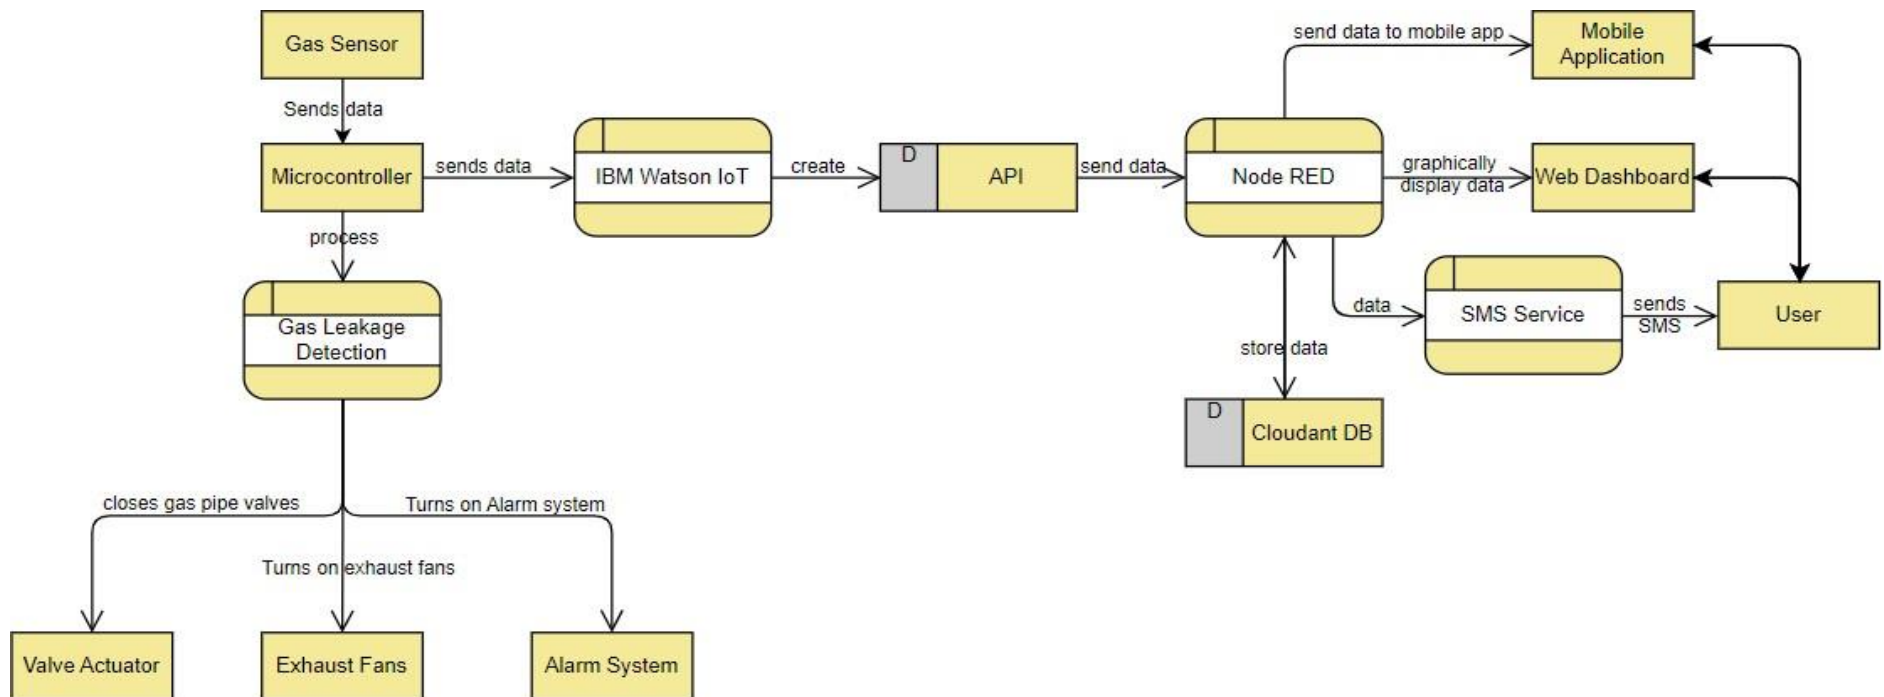 Gas Sensor
send data to mobile app
Mobile
Application
Sends data
Microcontroller
sends data
IBM Watson IoT
create
D
API
send data
Node RED
graphically
display data
Web Dashboard
process
Gas Leakage
Detection
data
SMS Service
sends
SMS
User
store data
D
Cloudant DB
closes gas pipe valves
Turns on Alarm system
Turns on exhaust fans
Valve Actuator
Exhaust Fans
Alarm System